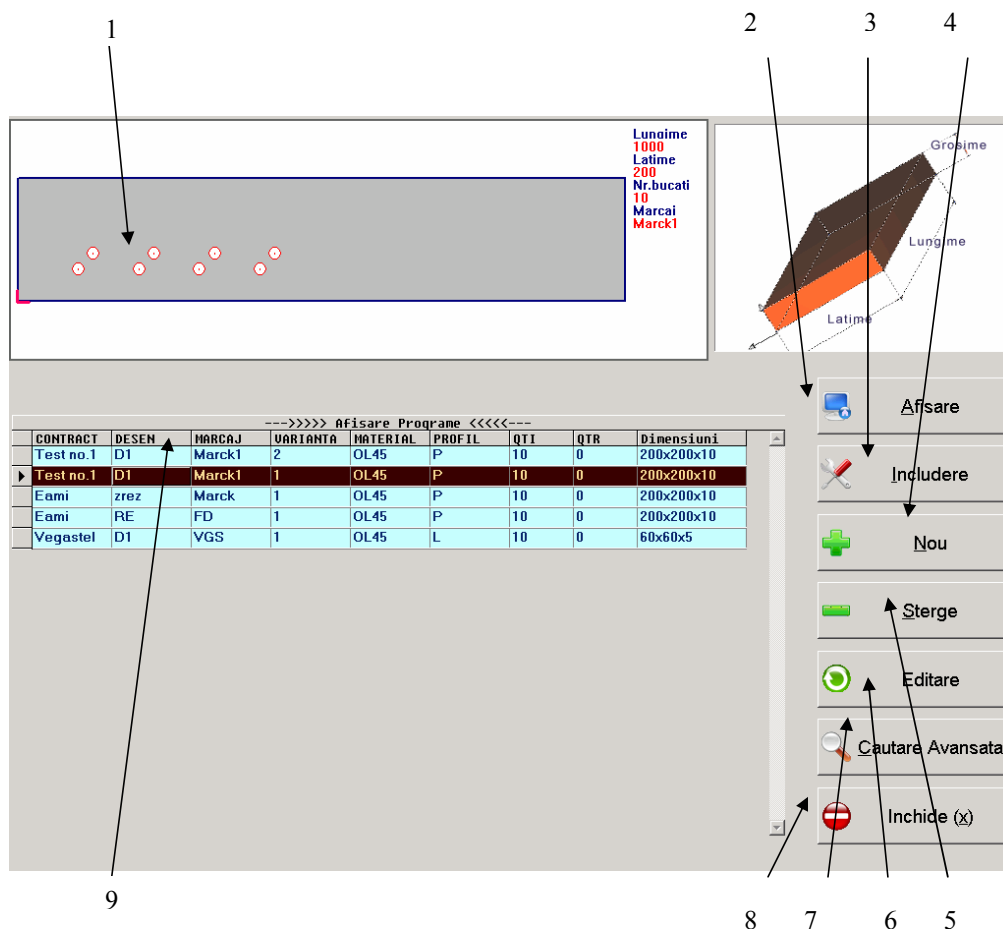 1 2 3 4
Lungime
1000
Latime
200
Nr.bucati
10
Marcaj
Marck1
Grosime
Lungime
Latime
Afisare
Includere
Nou
Sterge
Editare
Cautare Avansata
Inchide (x)
--->>>>> Afisare Programe <<<<<---
CONTRACT DESEN MARCAJ VARIANTA MATERIAL PROFIL QTI QTR Dimensiuni
Test no.1 D1 Marck1 2 OL45 P 10 0 200x200x10
Test no.1 D1 Marck1 1 OL45 P 10 0 200x200x10
Eami zrez Marck 1 OL45 P 10 0 200x200x10
Eami RE FD 1 OL45 P 10 0 200x200x10
Vegastel D1 VGS 1 OL45 L 10 0 60x60x5
9 8 7 6 5